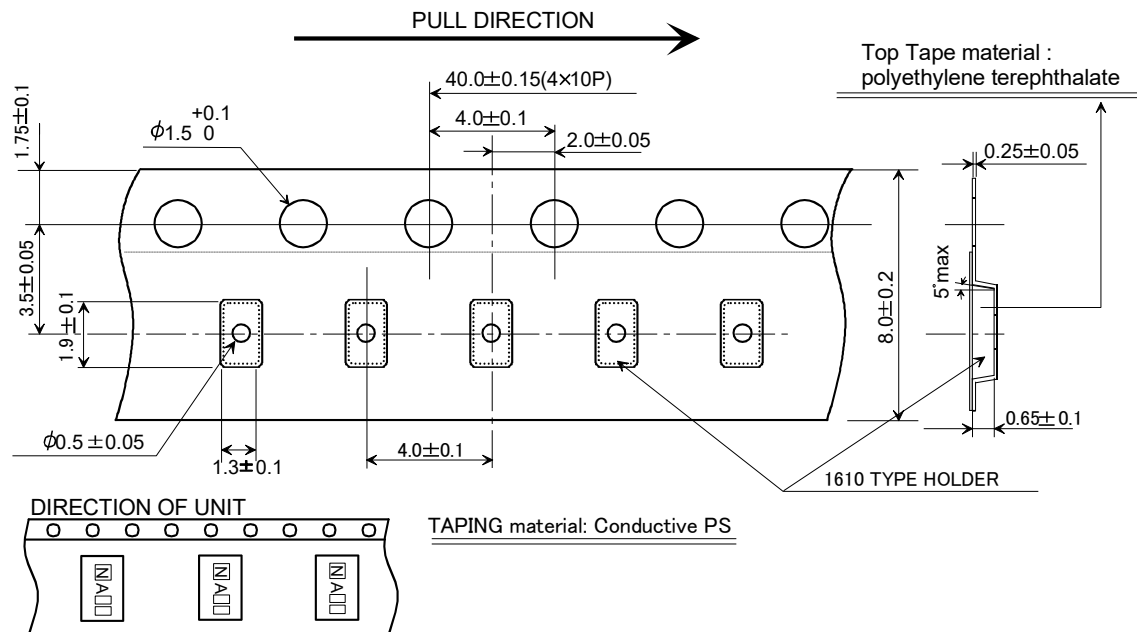 PULL DIRECTION
Top Tape material :
polyethylene terephthalate
40.0±0.15(4×10P)
1.75±0.1
+0.1
ϕ1.5 0
4.0±0.1
2.0±0.05
0.25±0.05
3.5±0.05
5°max
8.0±0.2
1.9±0.1
0.65±0.1
ϕ0.5±0.05
4.0±0.1
1.3±0.1
1610 TYPE HOLDER
DIRECTION OF UNIT
TAPING material: Conductive PS
NA□□
NA□□
NA□□